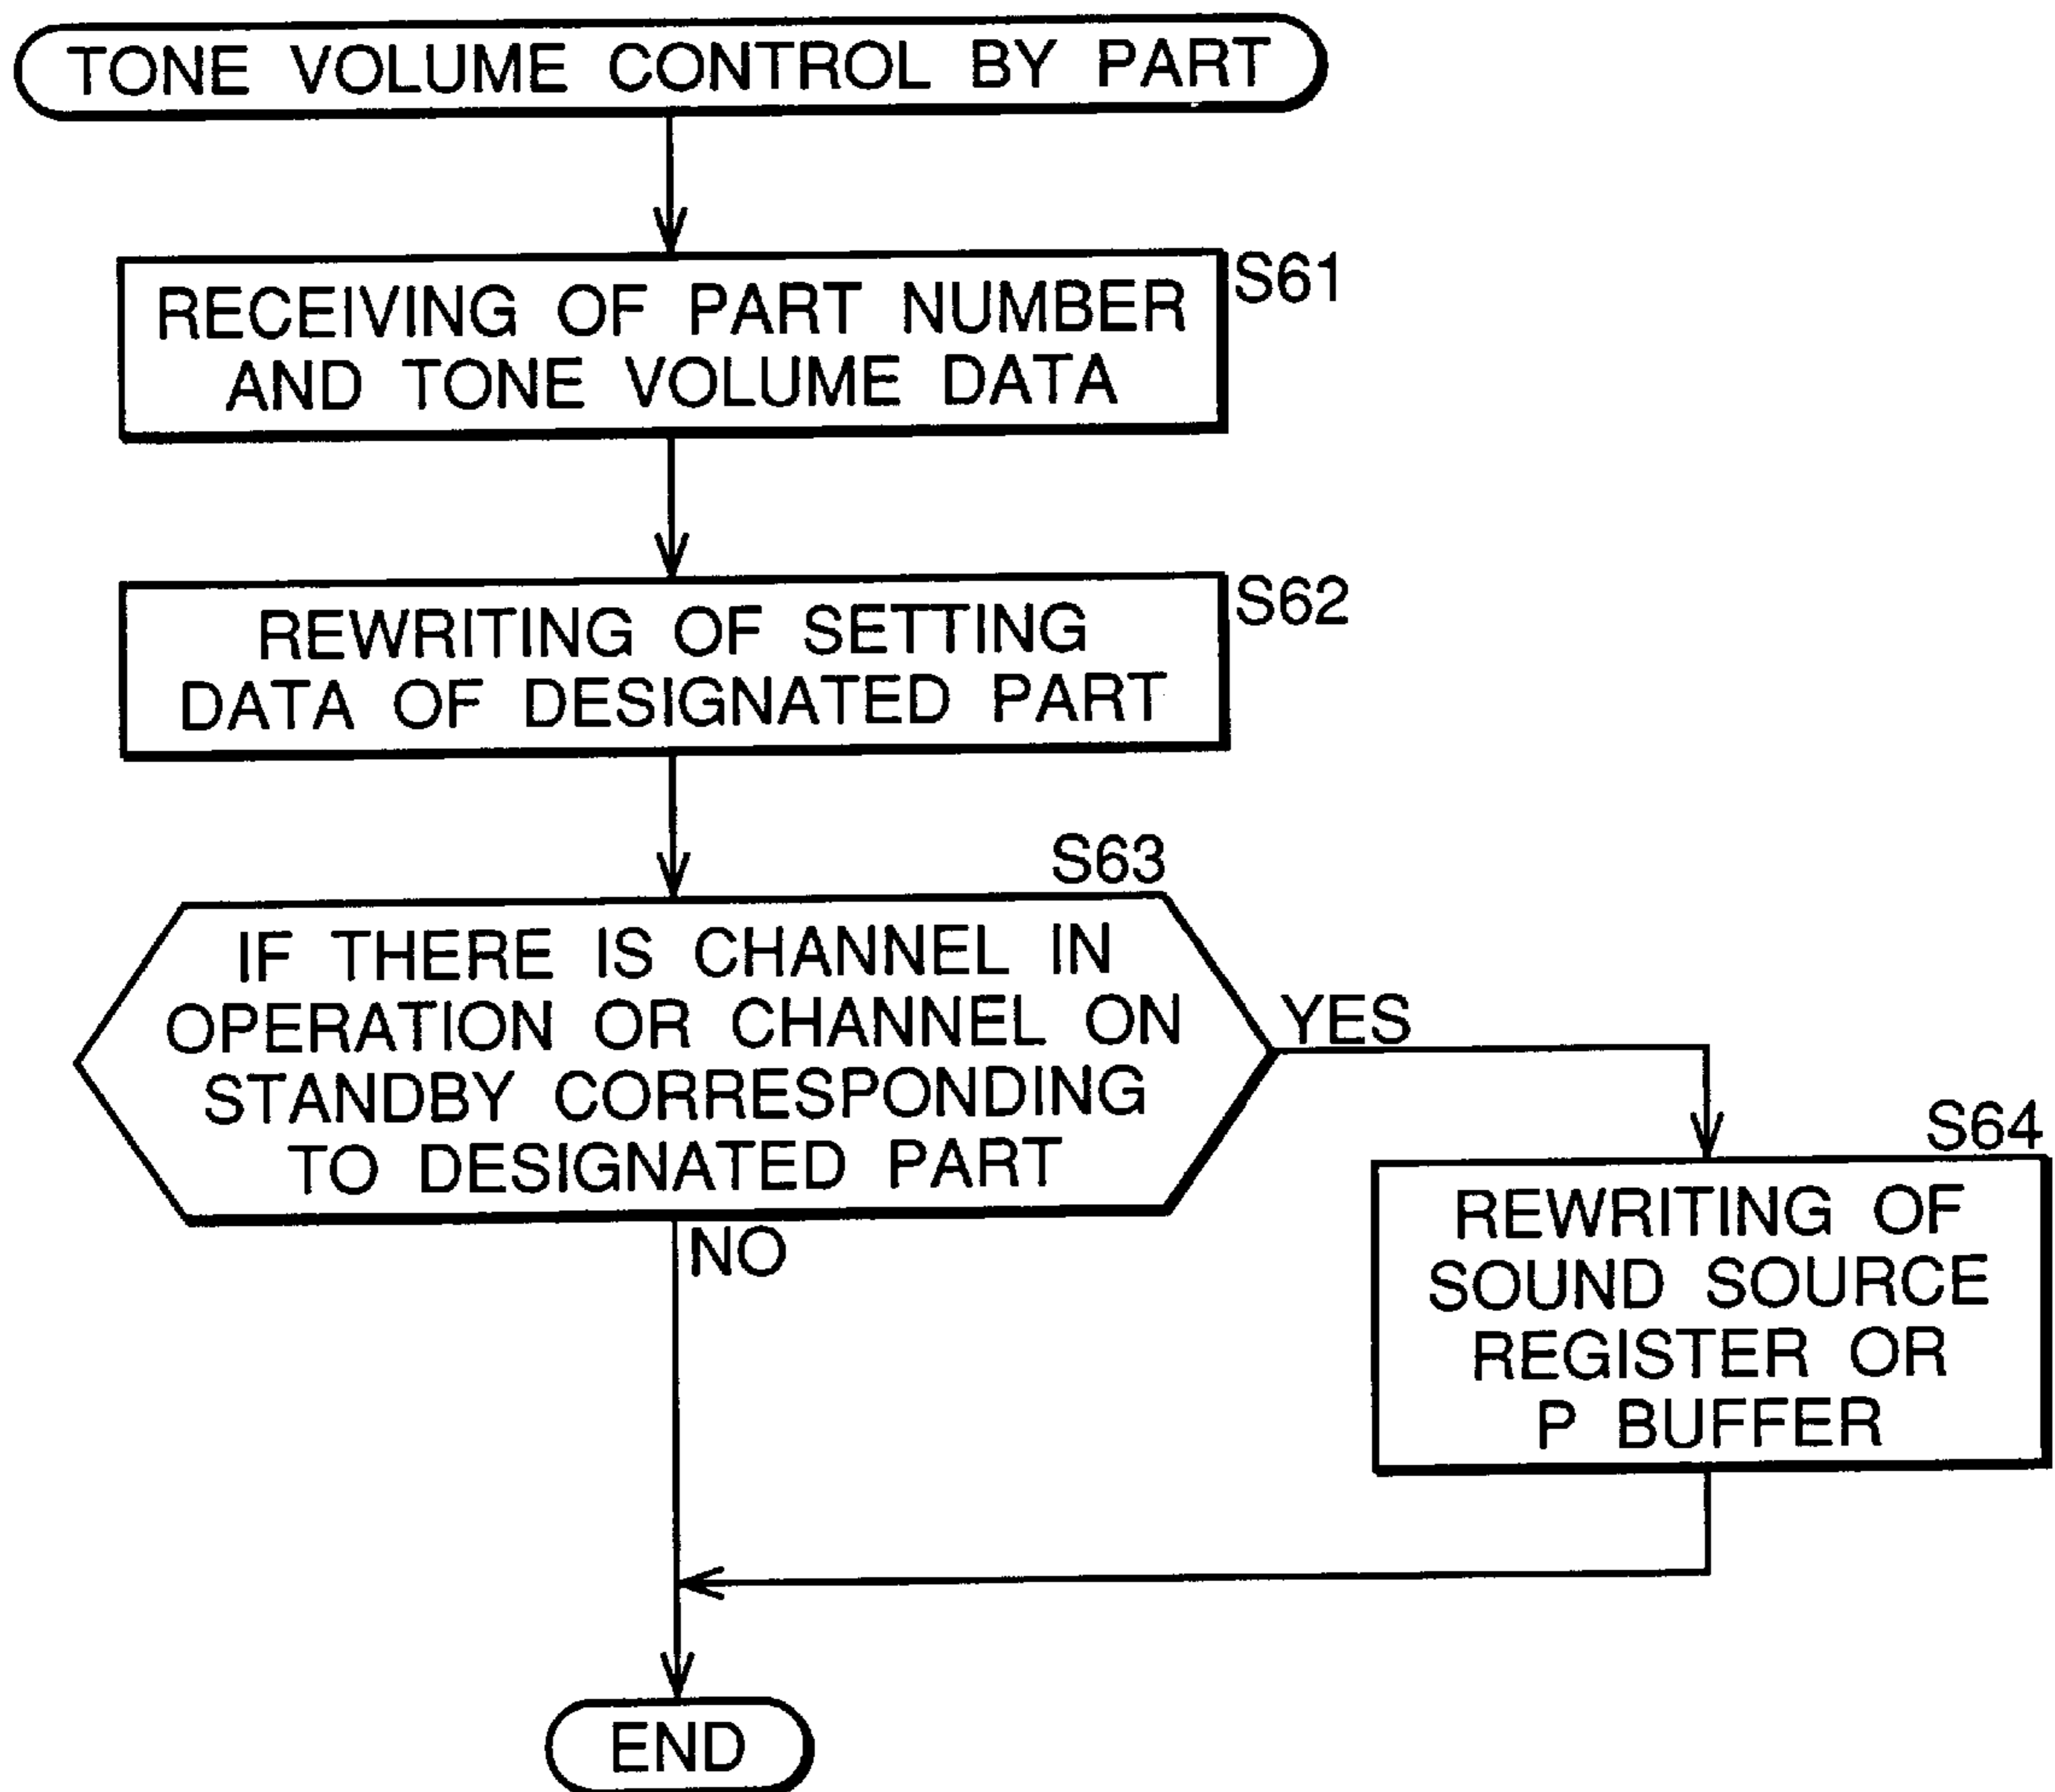 TONE VOLUME CONTROL BY PART
S61
RECEIVING OF PART NUMBER
AND TONE VOLUME DATA
S62
REWRITING OF SETTING
DATA OF DESIGNATED PART
S63
IF THERE IS CHANNEL IN
OPERATION OR CHANNEL ON
STANDBY CORRESPONDING
TO DESIGNATED PART
YES
NO
S64
REWRITING OF
SOUND SOURCE
REGISTER OR
P BUFFER
END